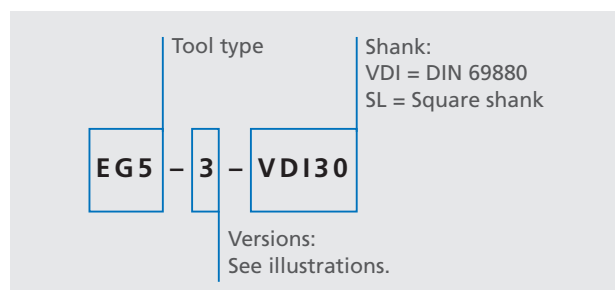 Tool type
Shank:
VDI = DIN 69880
SL = Square shank
EG5 – 3 – VDI30
Versions:
See illustrations.